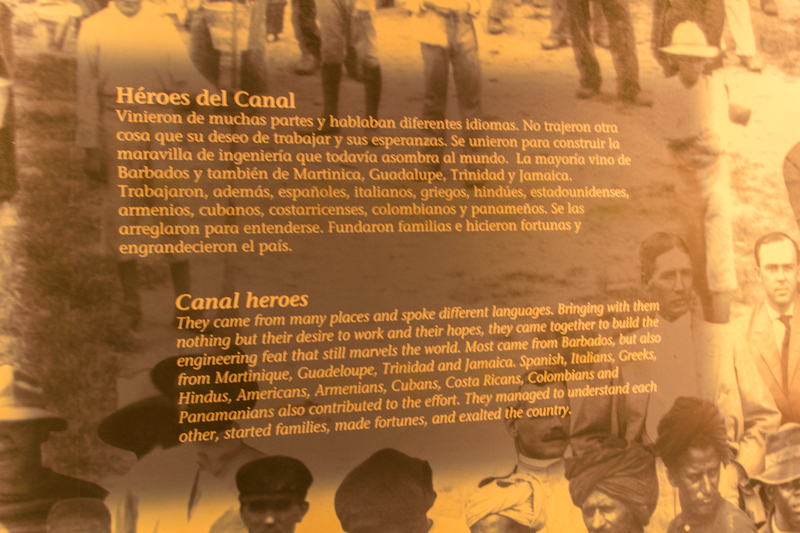 Héroes del Canal
Vinieron de muchas partes y hablaban diferentes idiomas. No trajeron otra
cosa que su deseo de trabajar y sus esperanzas. Se unieron para construir la
maravilla de ingeniería que todavía asombra al mundo. La mayoría vino de
Barbados y también de Martinica, Guadalupe, Trinidad y Jamaica.
Trabajaron, además, españoles, italianos, griegos, hindúes, estadounidenses,
armenios, cubanos, costarricenses, colombianos y panameños. Se las
arreglaron para entenderse. Fundaron familias e hicieron fortunas y
engrandecieron el país.
Canal heroes
They came from many places and spoke different languages. Bringing with them
nothing but their desire to work and their hopes, they came together to build the
engineering feat that still marvels the world. Most came from Barbados, but also
from Martinique, Guadeloupe, Trinidad and Jamaica. Spanish, Italians, Greeks,
Hindus, Americans, Armenians, Cubans, Costa Ricans, Colombians and
Panamanians also contributed to the effort. They managed to understand each
other, started families, made fortunes, and exalted the country.